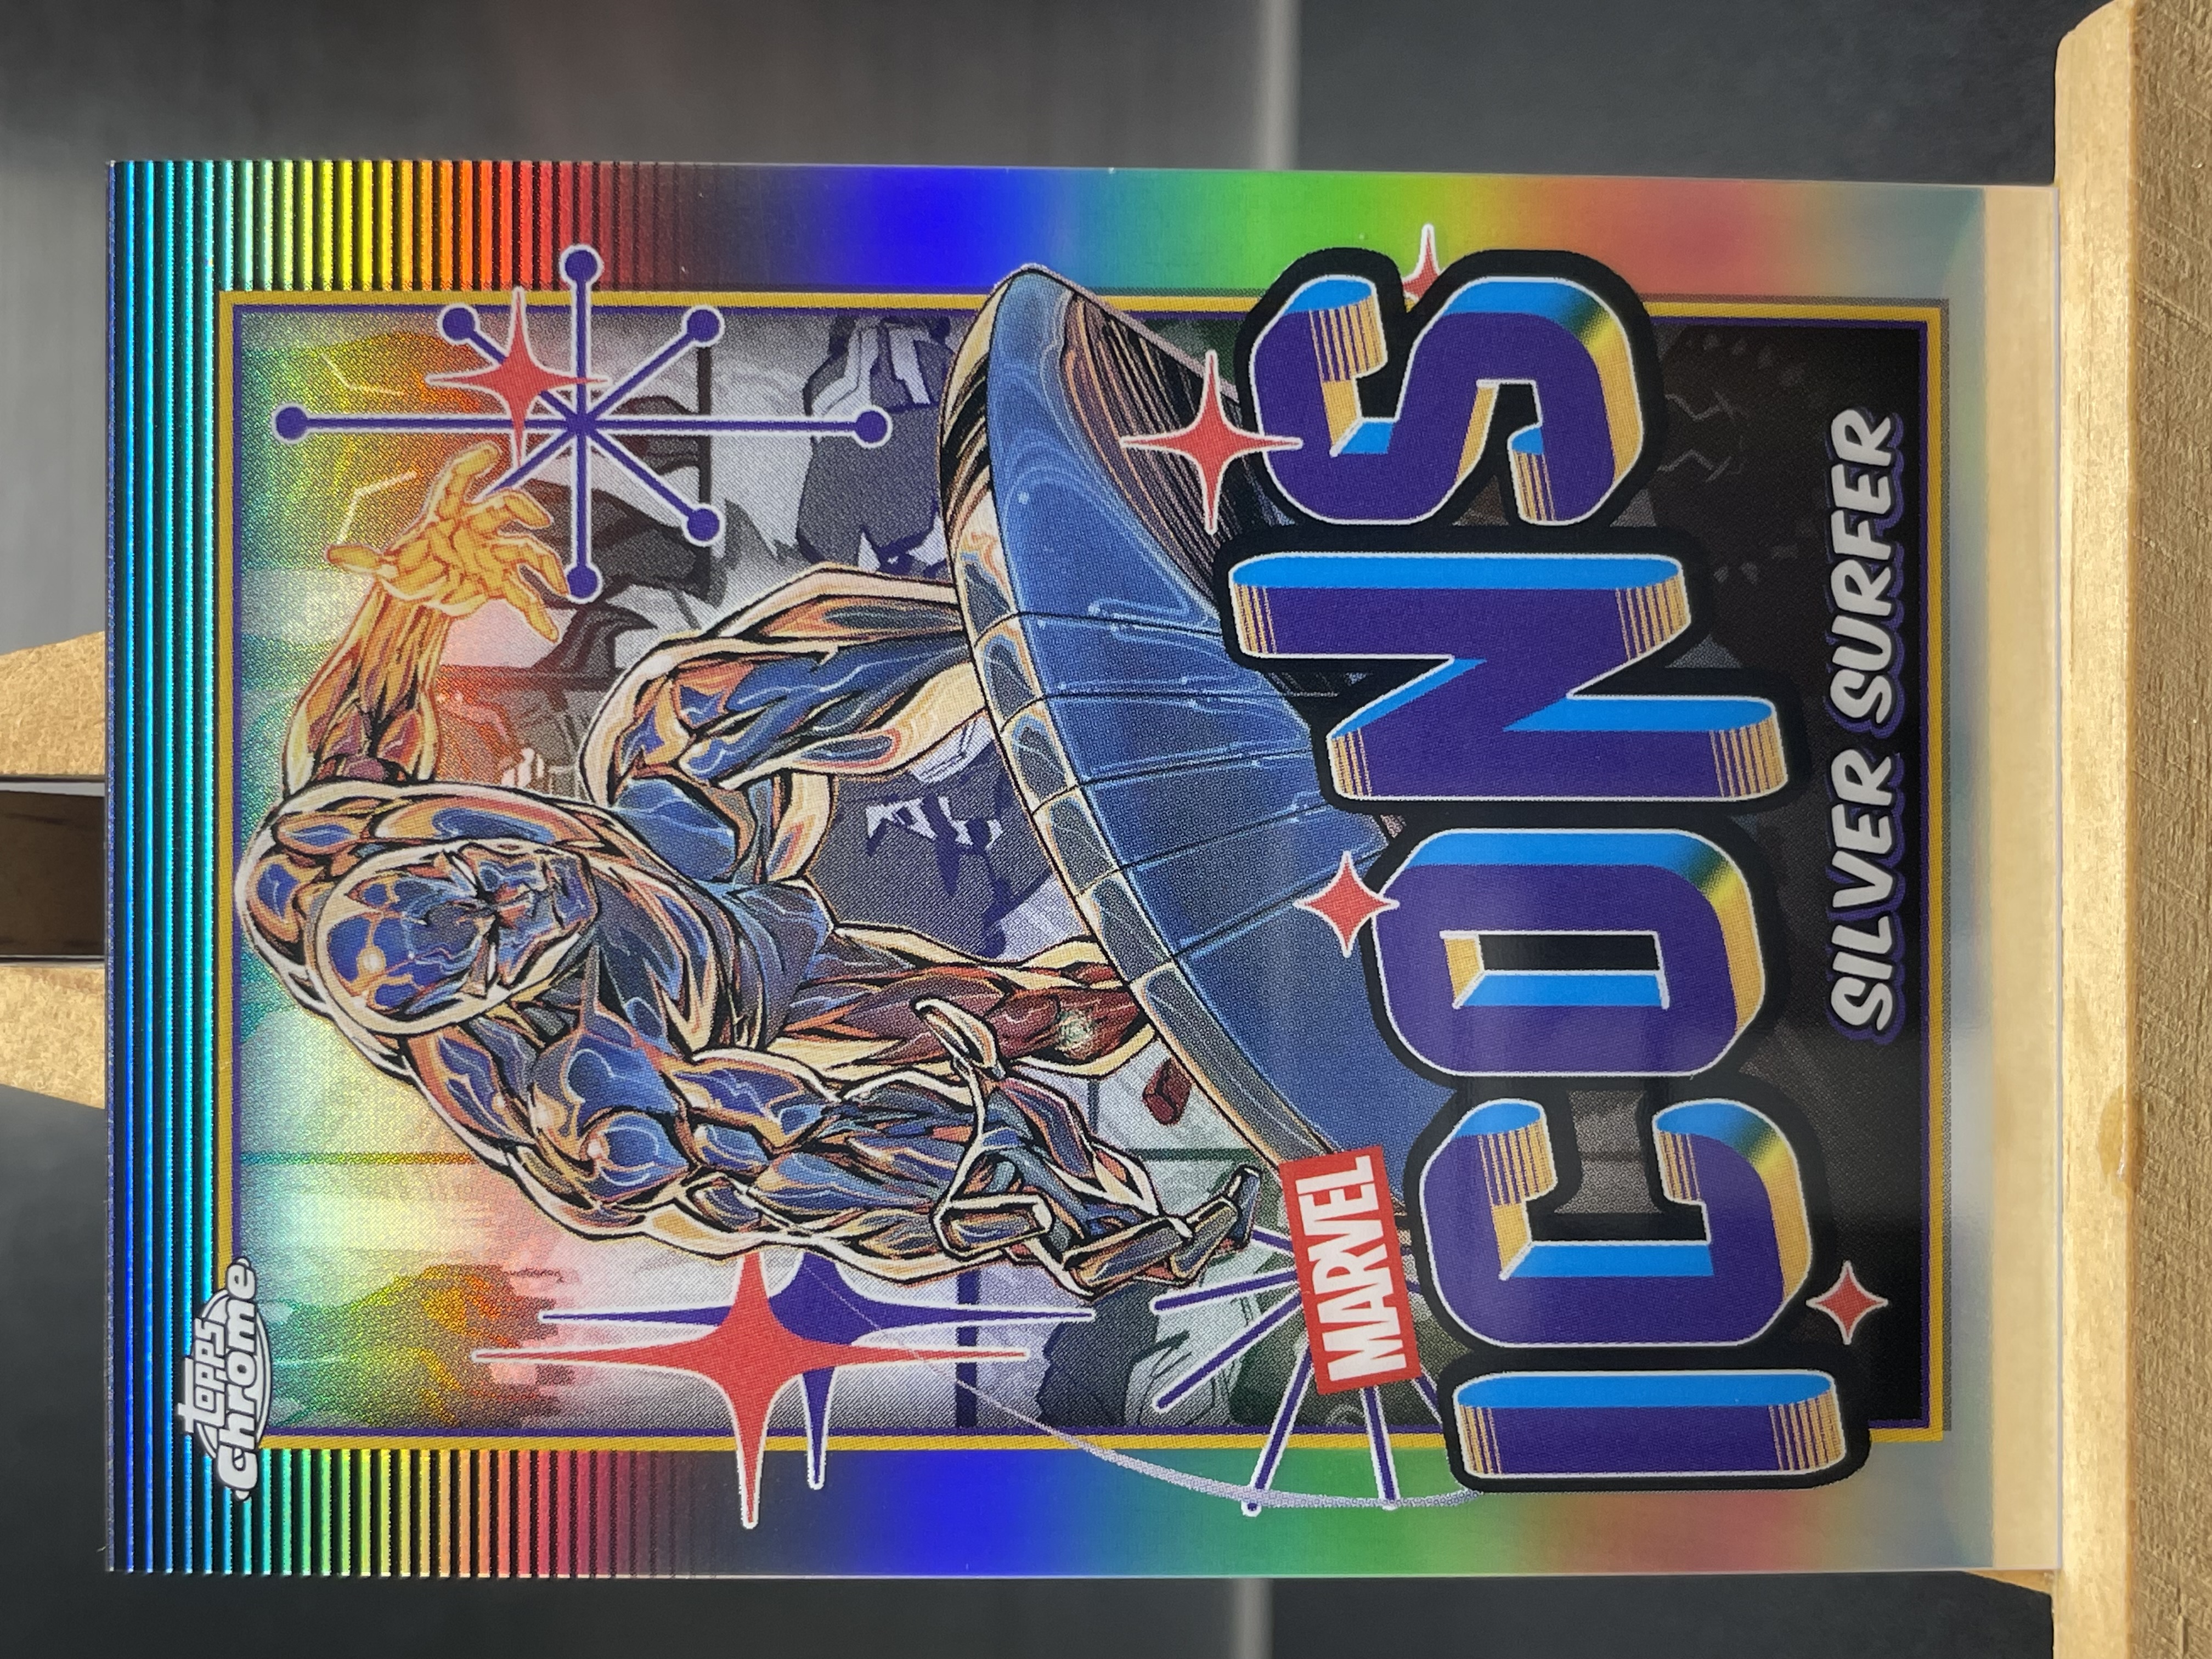 topps
Chrome
MARVEL
ICONS
SILVER SURFER